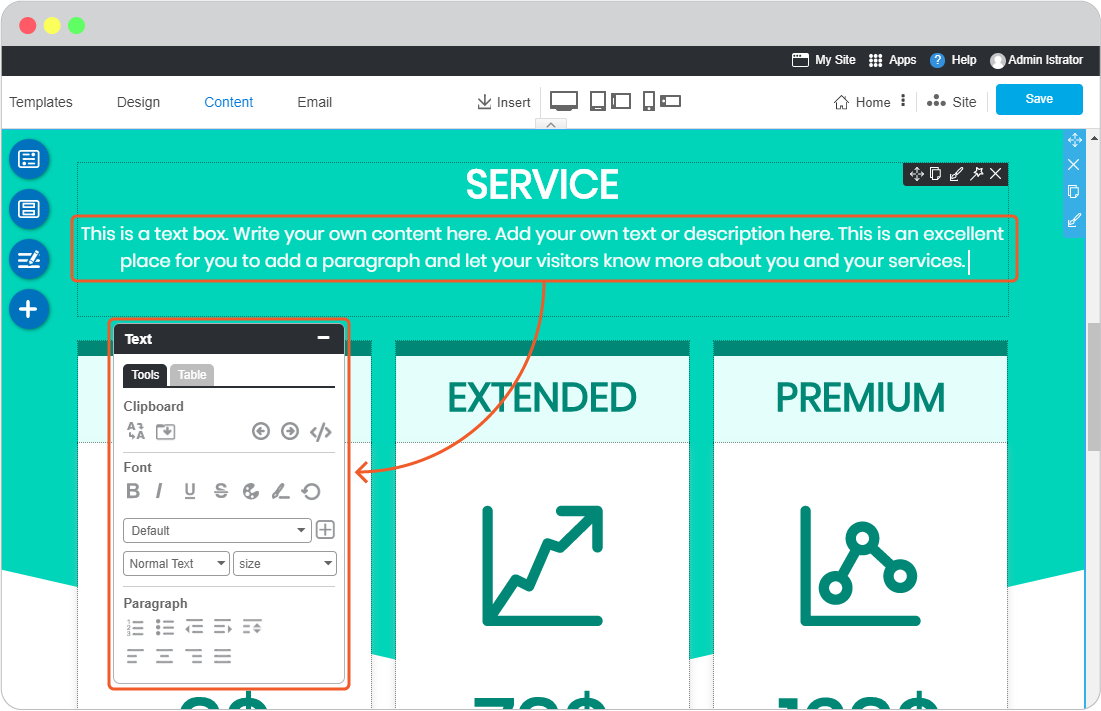 My Site Apps ? Help Admin Istrator
Templates Design Content Email Insert Home Site Save
SERVICE
This is a text box. Write your own content here. Add your own text or description here. This is an excellent
place for you to add a paragraph and let your visitors know more about you and your services.
Text
Tools Table
Clipboard
Font
B I U S
Default
Normal Text size
Paragraph
EXTENDED
PREMIUM